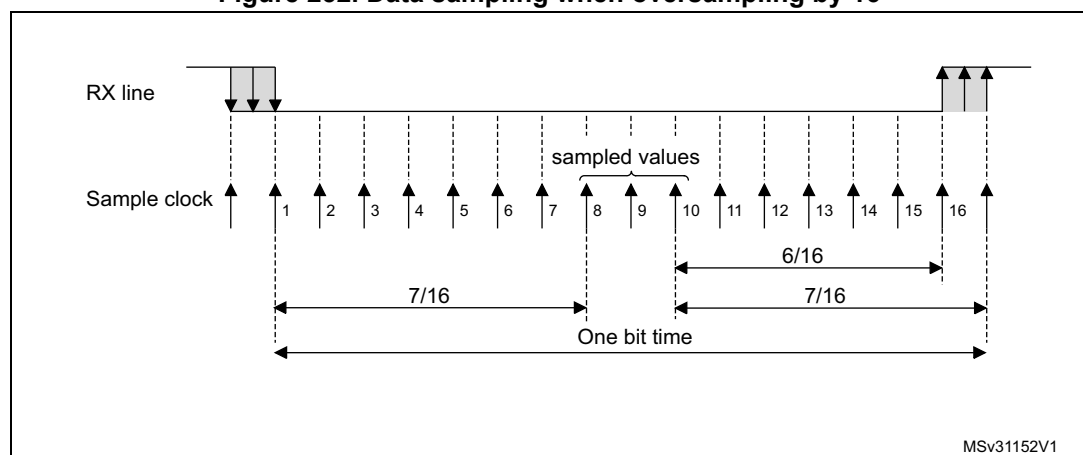 Figure 252. Data sampling when oversampling by 16
RX line
sampled values
Sample clock
1 2 3 4 5 6 7 8 9 10 11 12 13 14 15 16
6/16
7/16 7/16
One bit time
MSv31152V1